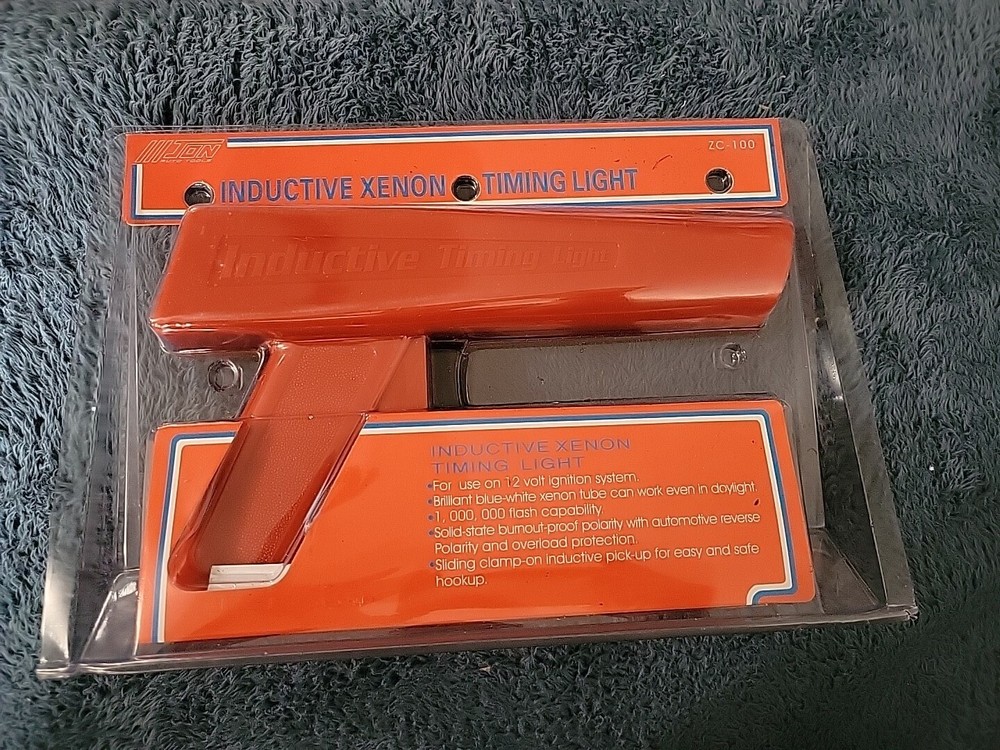 JON
AUTO TOOLS
ZC-100
INDUCTIVE XENON TIMING LIGHT
Inductive Timing Light
INDUCTIVE XENON
TIMING LIGHT
•For use on 12 volt ignition system.
•Brilliant blue-white xenon tube can work even in daylight.
•1, 000, 000 flash capability
•Solid-state burnout-proof polarity with automotive reverse
Polarity and overload protection.
•Sliding clamp-on inductive pick-up for easy and safe
hookup.